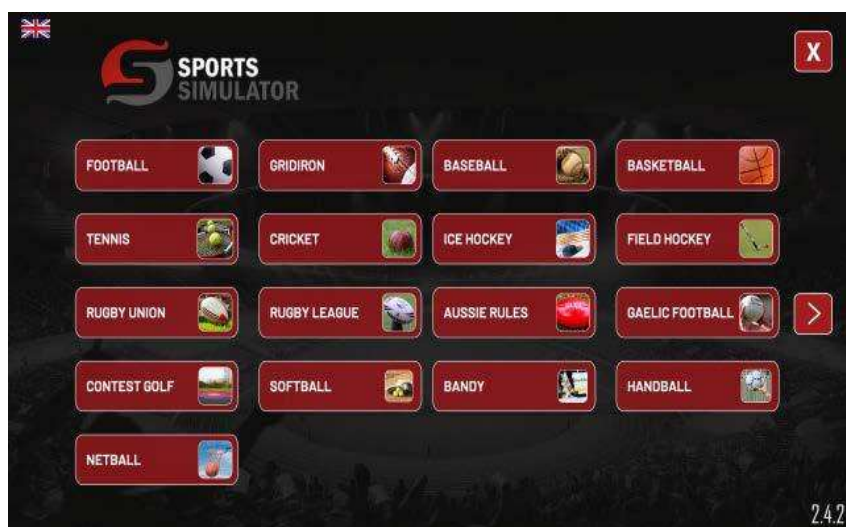 SPORTS
SIMULATOR
X
FOOTBALL
GRIDIRON
BASEBALL
BASKETBALL
TENNIS
CRICKET
ICE HOCKEY
FIELD HOCKEY
RUGBY UNION
RUGBY LEAGUE
AUSSIE RULES
GAELIC FOOTBALL
>
CONTEST GOLF
SOFTBALL
BANDY
HANDBALL
NETBALL
2.4.2